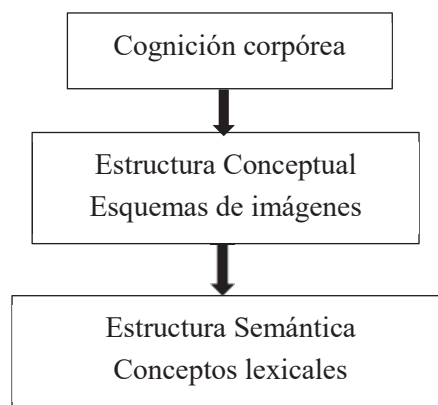 Cognición corpórea
Estructura Conceptual
Esquemas de imágenes
Estructura Semántica
Conceptos lexicales